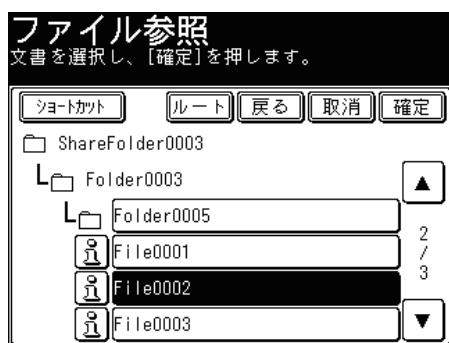 ファイル参照
文書を選択し、[確定]を押します。
ショートカット ルート 戻る 取消 確定
ShareFolder0003
Folder0003
Folder0005
File0001
File0002
File0003
2
/
3